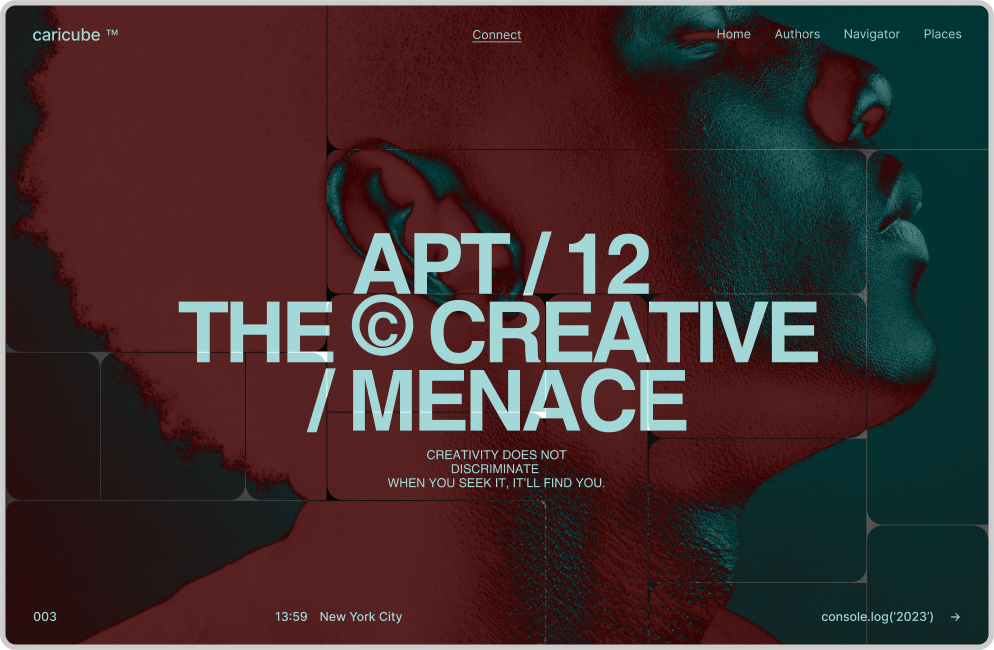 caricube ™
Connect
Home
Authors
Navigator
Places
APT / 12
THE © CREATIVE
/ MENACE
CREATIVITY DOES NOT
DISCRIMINATE
WHEN YOU SEEK IT, IT'LL FIND YOU.
003
13:59
New York City
console.log('2023') →